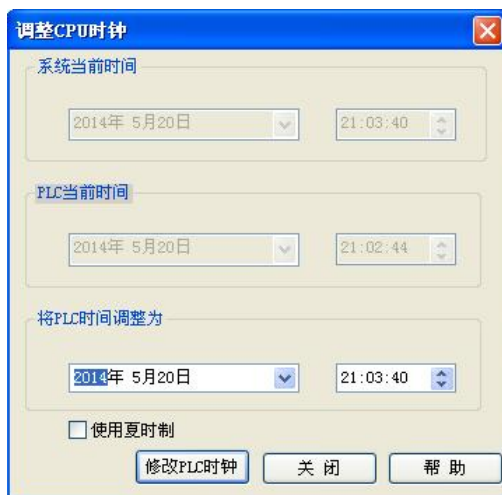 调整CPU时钟
系统当前时间
2014年 5月20日 21:03:40
PLC当前时间
2014年 5月20日 21:02:44
将PLC时间调整为
2014年 5月20日 21:03:40
使用夏时制
修改PLC时钟 关 闭 帮 助